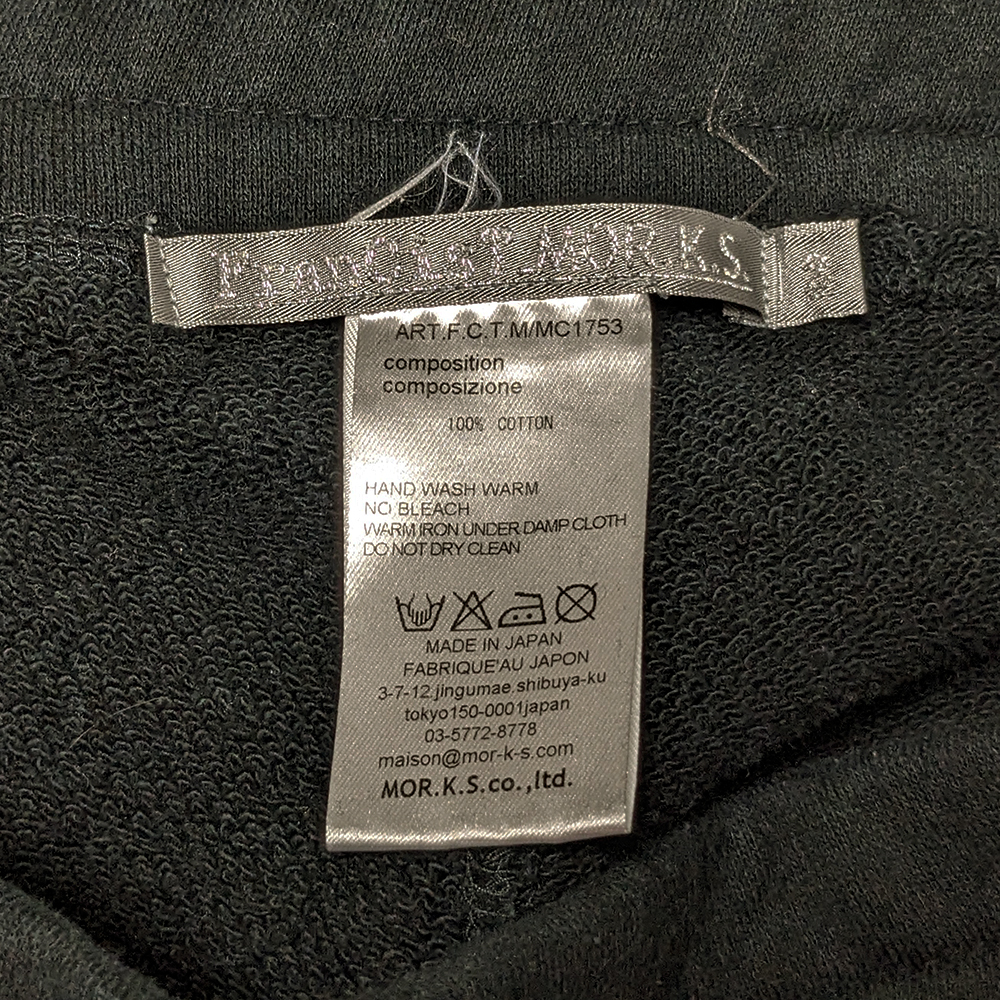 FranCisT_MOR.K.S.
ART.F.C.T.M/MC1753
composition
composizione
100% COTTON
HAND WASH WARM
NO BLEACH
WARM IRON UNDER DAMP CLOTH
DO NOT DRY CLEAN
MADE IN JAPAN
FABRIQUE'AU JAPON
3-7-12.jingumae.shibuya-ku
tokyo150-0001japan
03-5772-8778
maison@mor-k-s.com
MOR.K.S.co.,ltd.